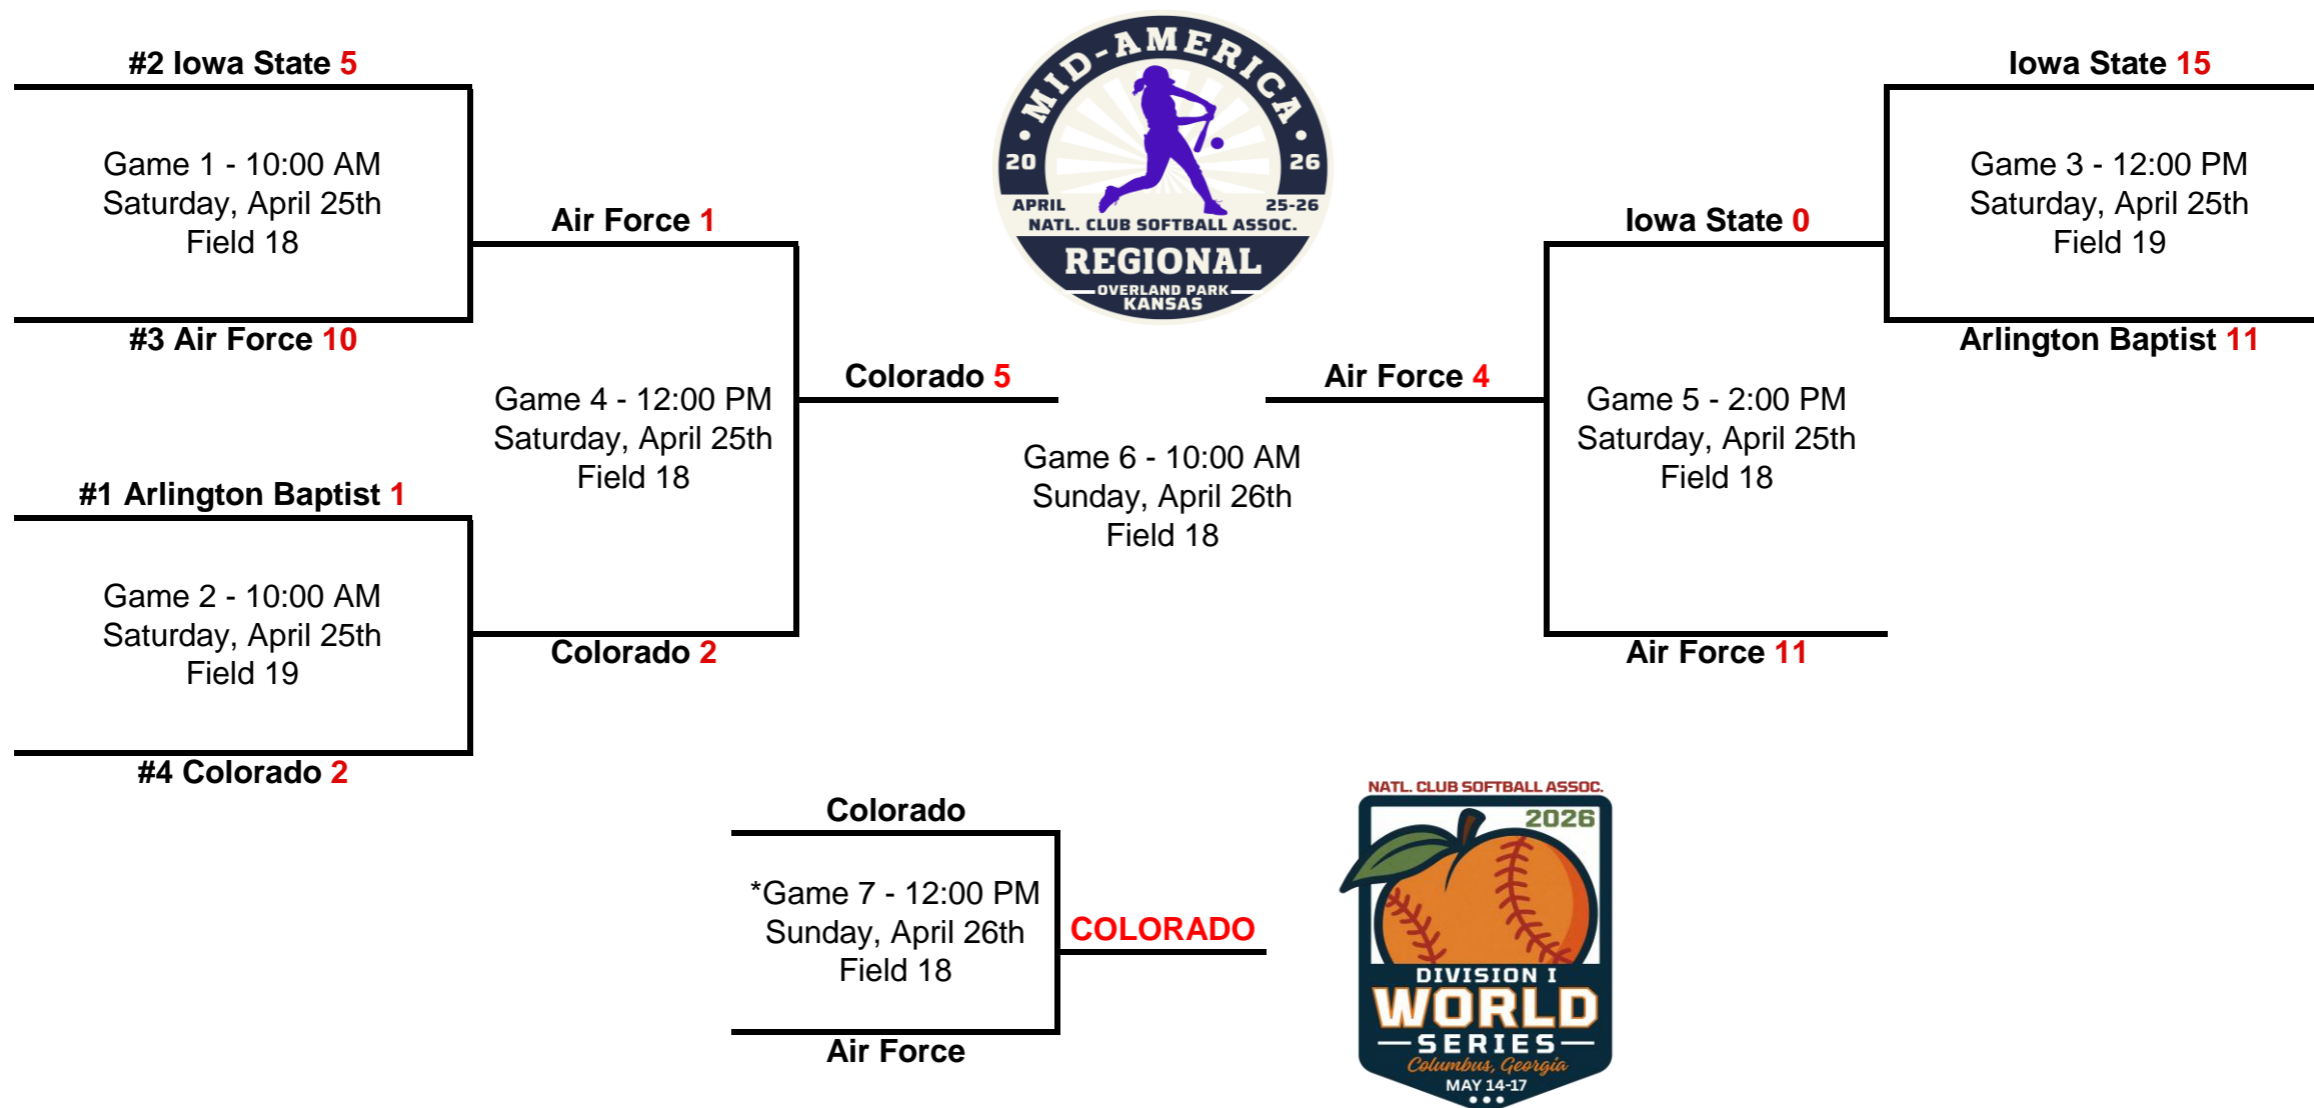 #2 Iowa State 5
Game 1 - 10:00 AM
Saturday, April 25th
Field 18
#3 Air Force 10
#1 Arlington Baptist 1
Game 2 - 10:00 AM
Saturday, April 25th
Field 19
#4 Colorado 2
Air Force 1
Game 4 - 12:00 PM
Saturday, April 25th
Field 18
Colorado 2
Colorado 5
MID-AMERICA
20 26
APRIL 25-26
NATL. CLUB SOFTBALL ASSOC.
REGIONAL
OVERLAND PARK
KANSAS
Game 6 - 10:00 AM
Sunday, April 26th
Field 18
Air Force 4
Iowa State 0
Game 5 - 2:00 PM
Saturday, April 25th
Field 18
Air Force 11
Iowa State 15
Game 3 - 12:00 PM
Saturday, April 25th
Field 19
Arlington Baptist 11
Colorado
*Game 7 - 12:00 PM
Sunday, April 26th
Field 18
Air Force
COLORADO
NATL. CLUB SOFTBALL ASSOC.
2026
DIVISION I
WORLD
SERIES
Columbus, Georgia
MAY 14-17